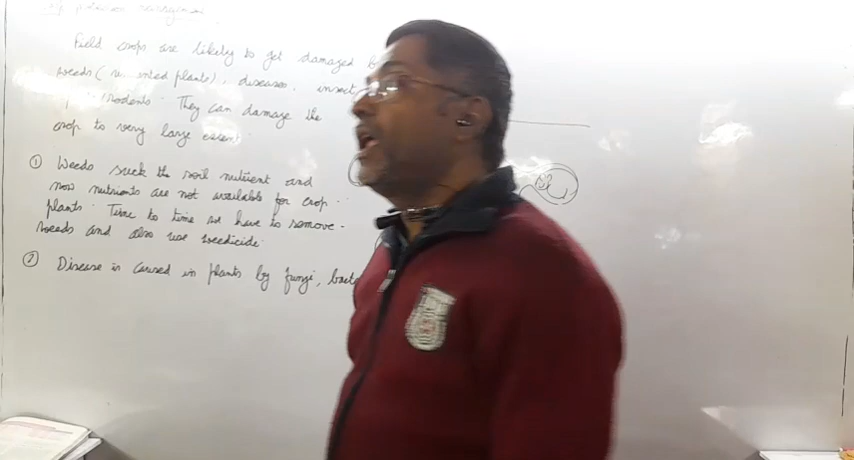 Field crops are likely to get damaged b
weeds ( plants), diseases, insect
rodents. They can damage the
crop to very large extent.
① Weeds suck the soil nutrient and
now nutrients are not available for crop
plants. Time to time we have to remove
weeds and also use weedicide.
② Disease is caused in plants by fungi, bact